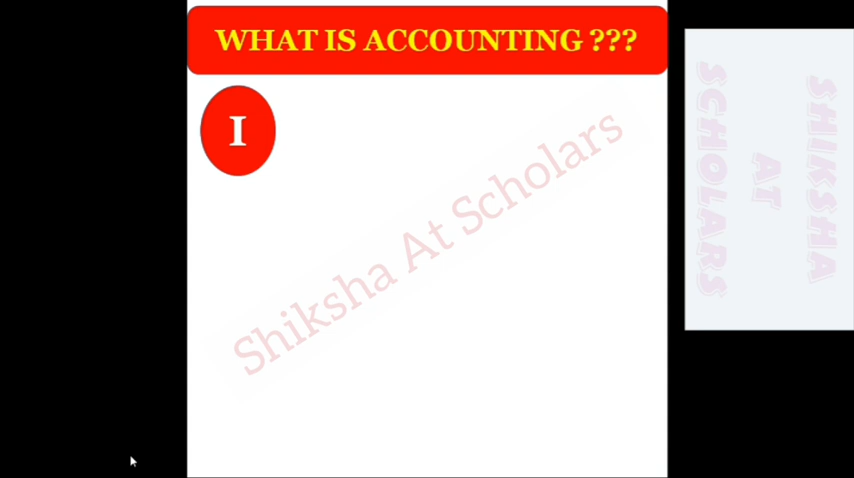 WHAT IS ACCOUNTING ???
I
Shiksha At Scholars
SHIKSHA
AT
SCHOLARS